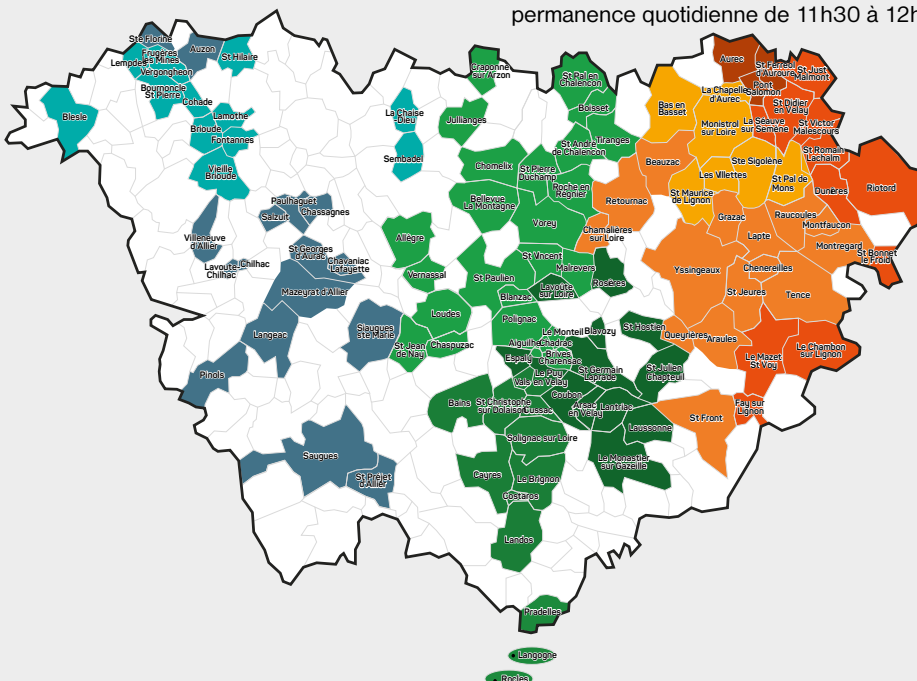 permanence quotidienne de 11h30 à 12h
Ste Florine
Auzon
Frugères
les Mines
Lempdes
St Hilaire
Vergongheon
Bournoncle
St Pierre
Cohade
Blesle
Lamothe
Brioude
Fontannes
Vieille
Brioude
Craponne
sur Arzon
La Chaise
Dieu
Jullianges
Sembadel
St Pal en
Chalencon
Boisset
Tiranges
St André
de Chalencon
Chomelix
St Pierre
Duchamp
Roche en
Régnier
Bellevue
La Montagne
Vorey
Aurec
St Ferréol
d'Auroure
St Just
Malmont
Pont
Salomon
La Chapelle
d'Aurec
Bas en
Basset
St Didier
en Velay
Monistrol
sur Loire
La Seauve
sur Semène
St Victor
Malescours
St Romain
Lachalm
Beauzac
Ste Sigolène
Les Villettes
St Pal de
Mons
Dunères
Riotord
St Maurice
de Lignon
Retournac
Grazac
Raucoules
Montfaucon
Chamalières
sur Loire
Lapte
Montregard
St Bonnet
le Froid
Paulhaguet
Chassagnes
Salzuit
Villeneuve
d'Allier
Allègre
St Georges
d'Aurac
Lavoute-
Chilhac
Chilhac
Chavaniac
Lafayette
Vernassal
Mazeyrat d'Allier
St Paulien
St Vincent
Malrevers
Rosères
Lavoute
sur Loire
Blanzac
Yssingeaux
Chenereilles
St Jeures
Tence
Langeac
Siaugues
ste Marie
Loudes
Polignac
St Jean
de Nay
Chaspuzac
Le Monteil
Blavozy
St Hostien
Aiguilhe
Chadrac
Queyrières
Araules
Espaly
Brives
Charensac
Le Puy
Vals en Velay
St Germain
Laprade
St Julien
Chapteuil
Le Mazet
St Voy
Le Chambon
sur Lignon
Pinols
Coubon
Bains
St Christophe
sur Dolaison
Cussac
Arsac
en Velay
Lantriac
Fay sur
Lignon
St Front
Laussonne
Solignac sur Loire
Saugues
Le Monastier
sur Gazeille
St Préjet
d'Allier
Cayres
Le Brignon
Costaros
Landos
Pradelles
Langogne
Rocles